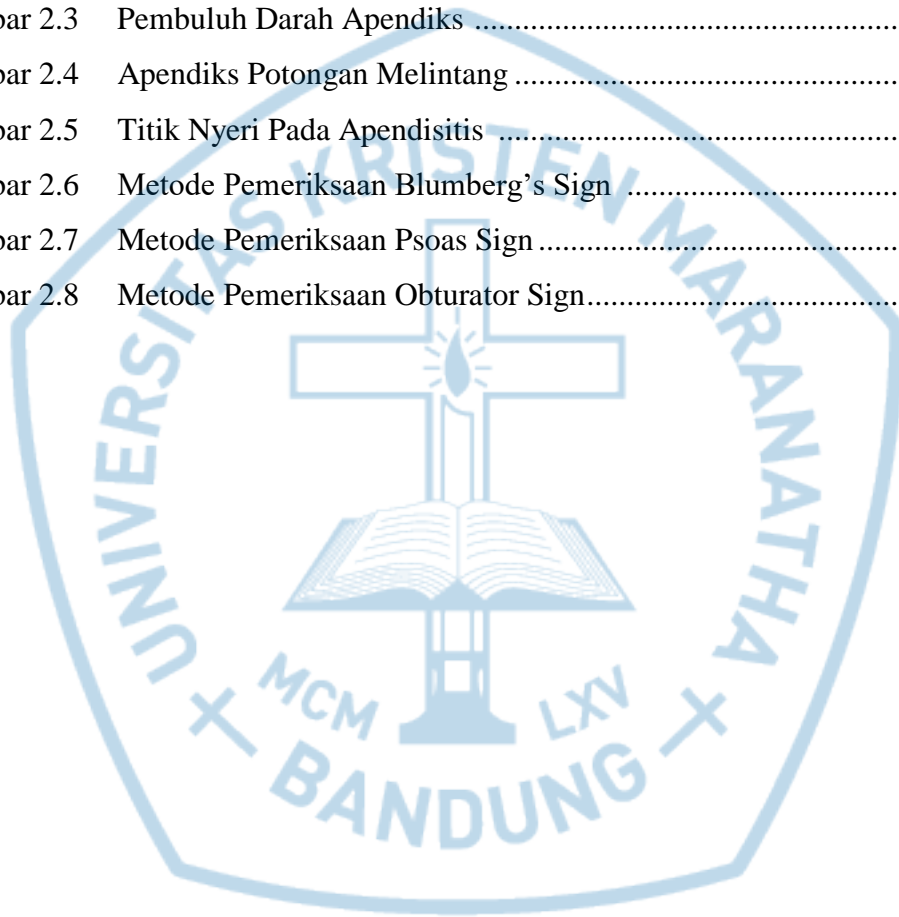 bar 2.3 Pembuluh Darah Apendiks ........................................................
bar 2.4 Apendiks Potongan Melintang ..................................................
bar 2.5 Titik Nyeri Pada Apendisitis .....................................................
bar 2.6 Metode Pemeriksaan Blumberg’s Sign ...................................
bar 2.7 Metode Pemeriksaan Psoas Sign ..............................................
bar 2.8 Metode Pemeriksaan Obturator Sign........................................
UNIVERSITAS KRISTEN MARANATHA
MCM LXV
BANDUNG